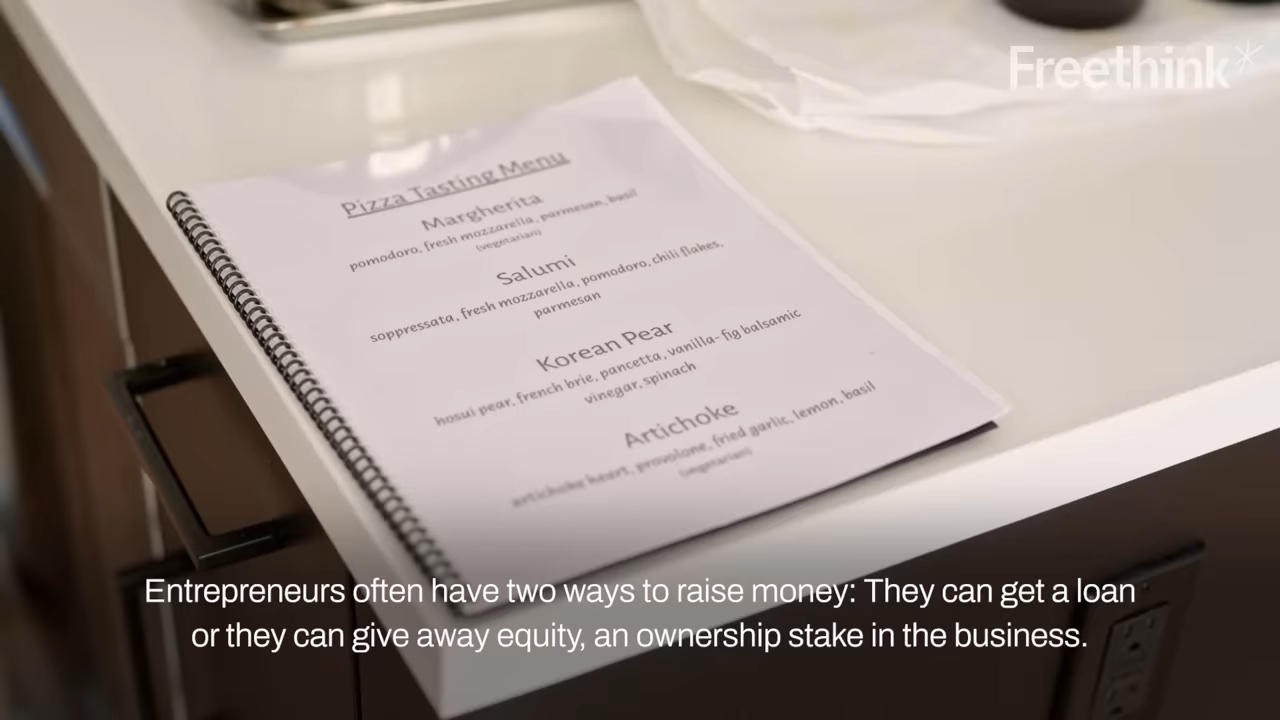 Freethink*
Pizza Tasting Menu
Margherita
pomodoro, fresh mozzarella, parmesan, basil
(vegetarian)
Salumi
soppressata, fresh mozzarella, pomodoro, chili flakes,
parmesan
Korean Pear
hosui pear, french brie, pancetta, vanilla- fig balsamic
vinegar, spinach
Artichoke
artichoke heart, provolone, fried garlic, lemon, basil
(vegetarian)
Entrepreneurs often have two ways to raise money: They can get a loan
or they can give away equity, an ownership stake in the business.